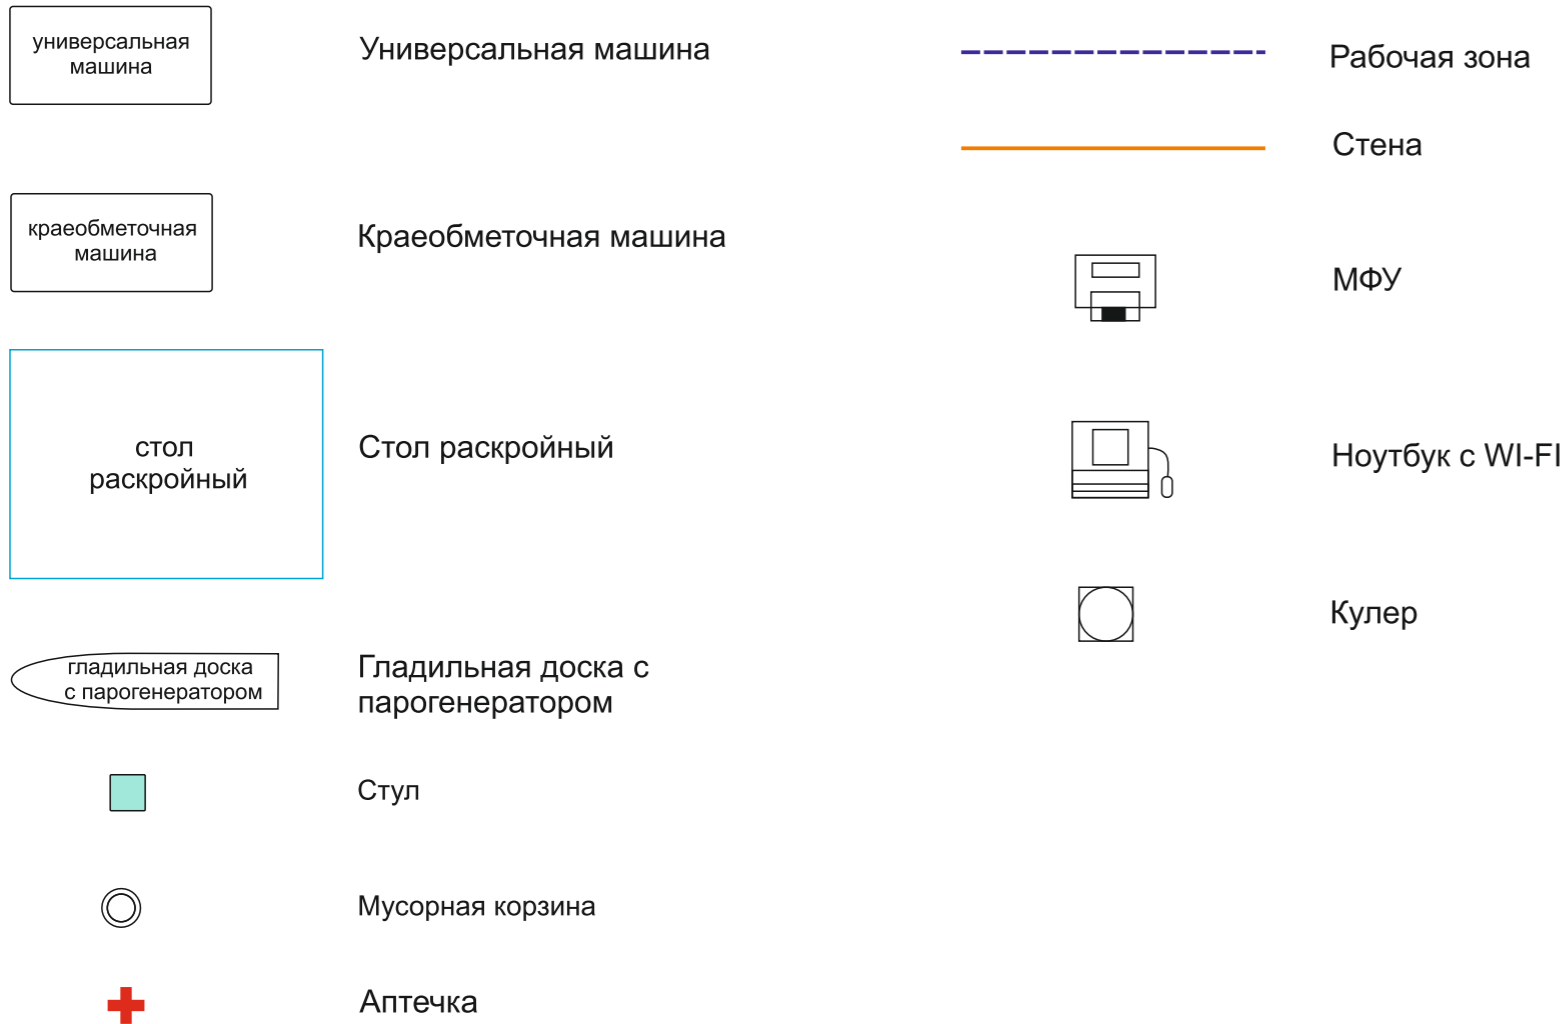 универсальная
машина
Универсальная машина
краеобметочная
машина
Краеобметочная машина
стол
раскройный
Стол раскройный
гладильная доска
с парогенератором
Гладильная доска с
парогенератором
Стул
Мусорная корзина
Аптечка
Рабочая зона
Стена
МФУ
Ноутбук с WI-FI
Кулер